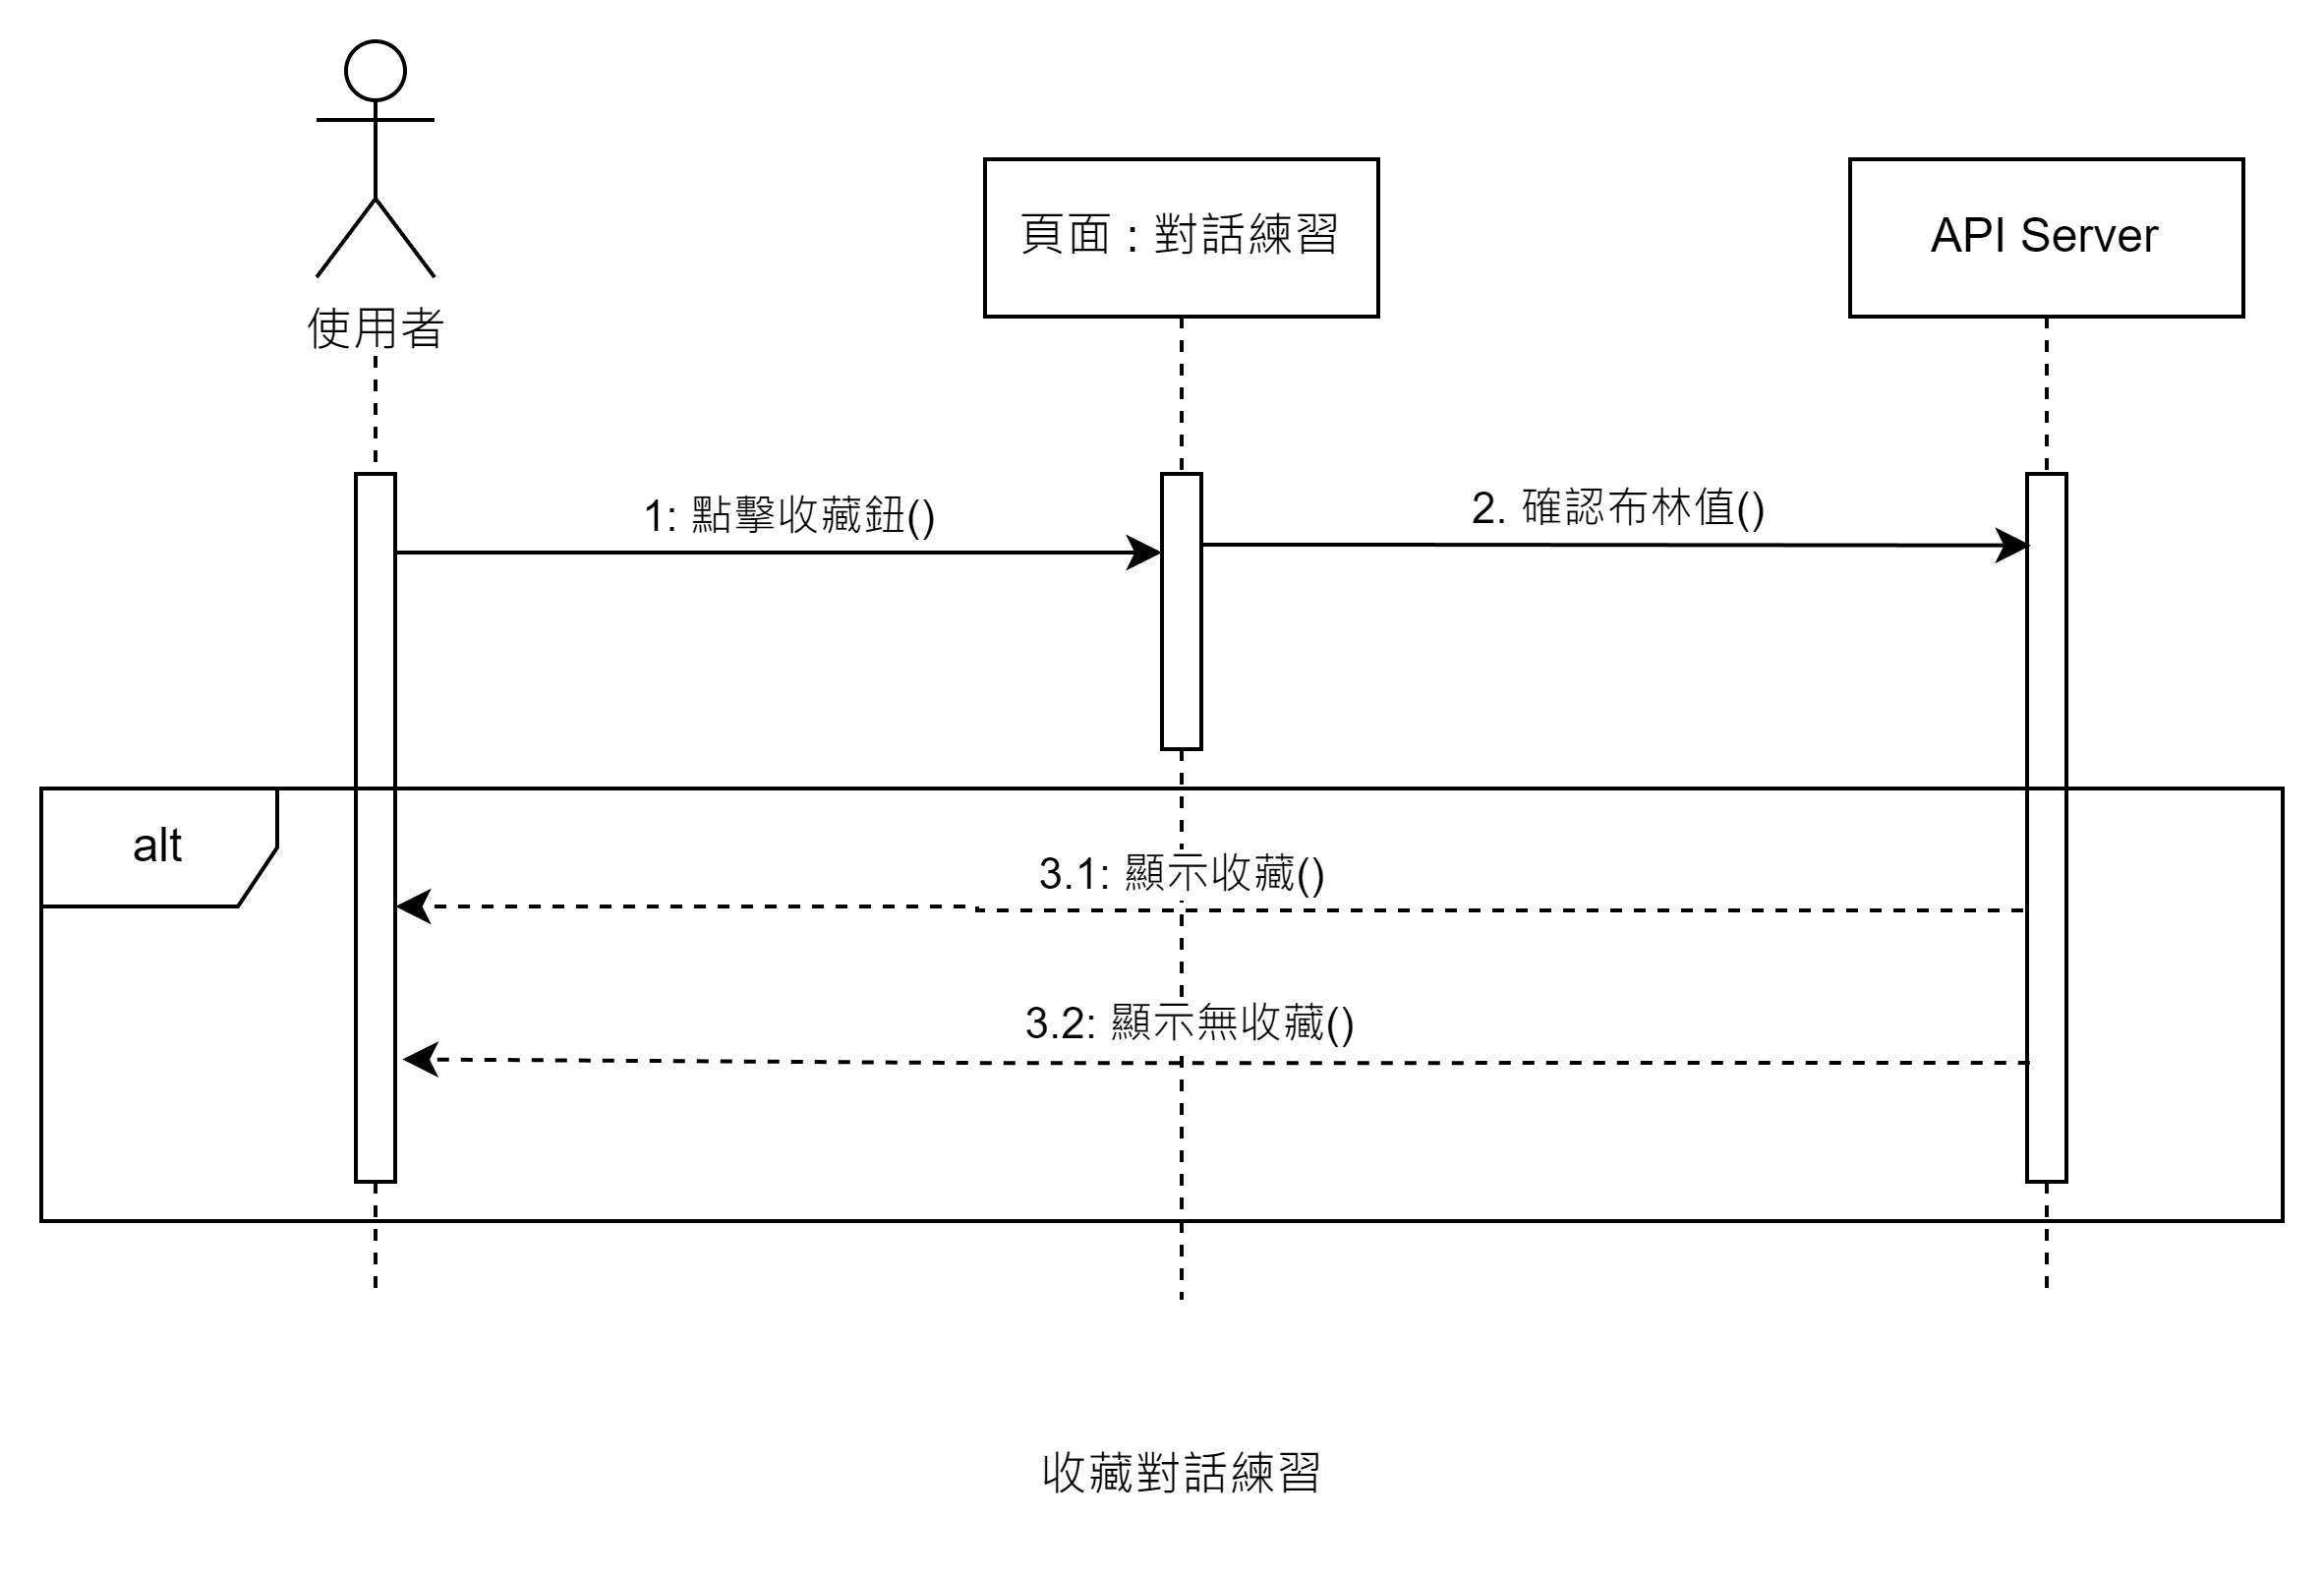 使用者
頁面 : 對話練習
API Server
1: 點擊收藏鈕()
2. 確認布林值()
alt
3.1: 顯示收藏()
3.2: 顯示無收藏()
收藏對話練習